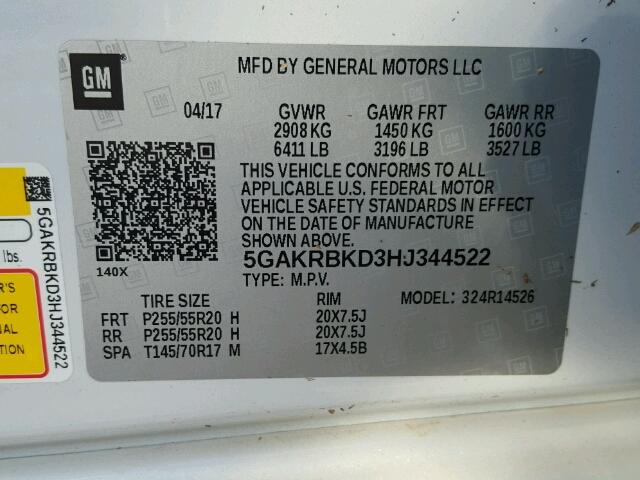 GM
MFD BY GENERAL MOTORS LLC
04/17 GVWR GAWR FRT GAWR RR
2908 KG 1450 KG 1600 KG
6411 LB 3196 LB 3527 LB
THIS VEHICLE CONFORMS TO ALL
APPLICABLE U.S. FEDERAL MOTOR
VEHICLE SAFETY STANDARDS IN EFFECT
ON THE DATE OF MANUFACTURE
SHOWN ABOVE.
5GAKRBKD3HJ344522
140X
TYPE: M.P.V.
TIRE SIZE RIM MODEL: 324R14526
FRT P255/55R20 H 20X7.5J
RR P255/55R20 H 20X7.5J
SPA T145/70R17 M 17X4.5B
lbs.
R'S
FOR
NAL
TION
5GAKRBKD3HJ344522